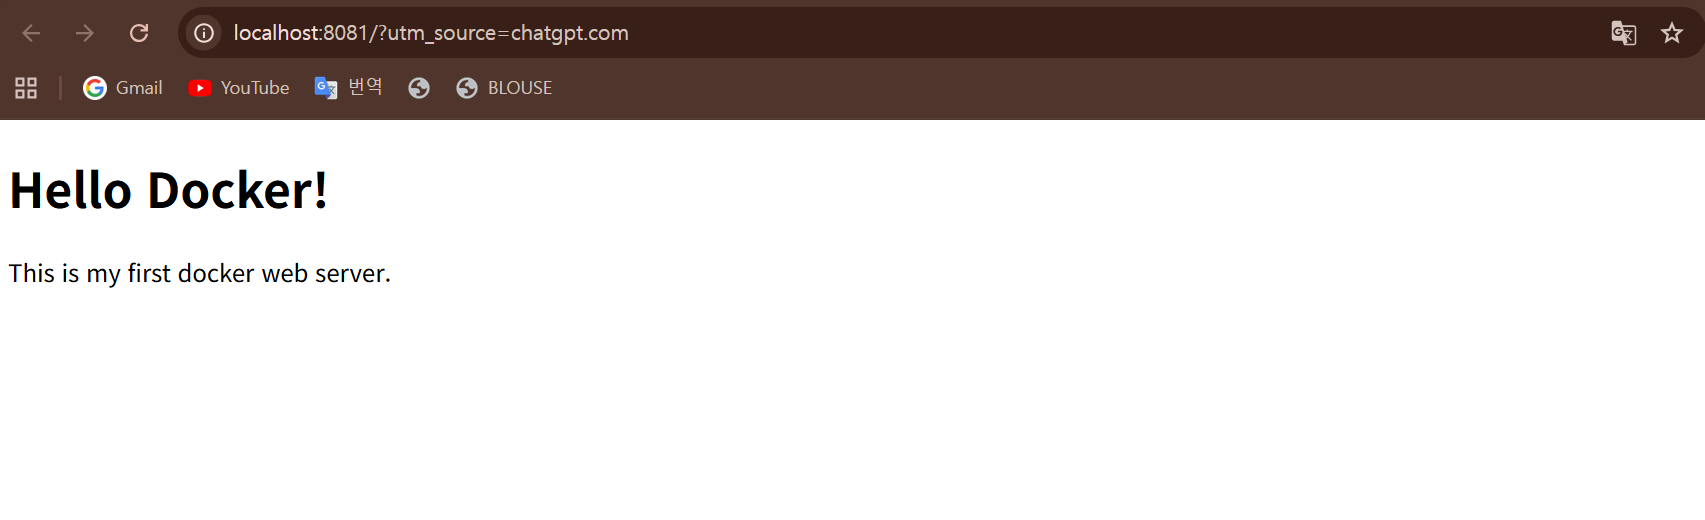 localhost:8081/?utm_source=chatgpt.com
Gmail YouTube 번역 BLOUSE
Hello Docker!
This is my first docker web server.